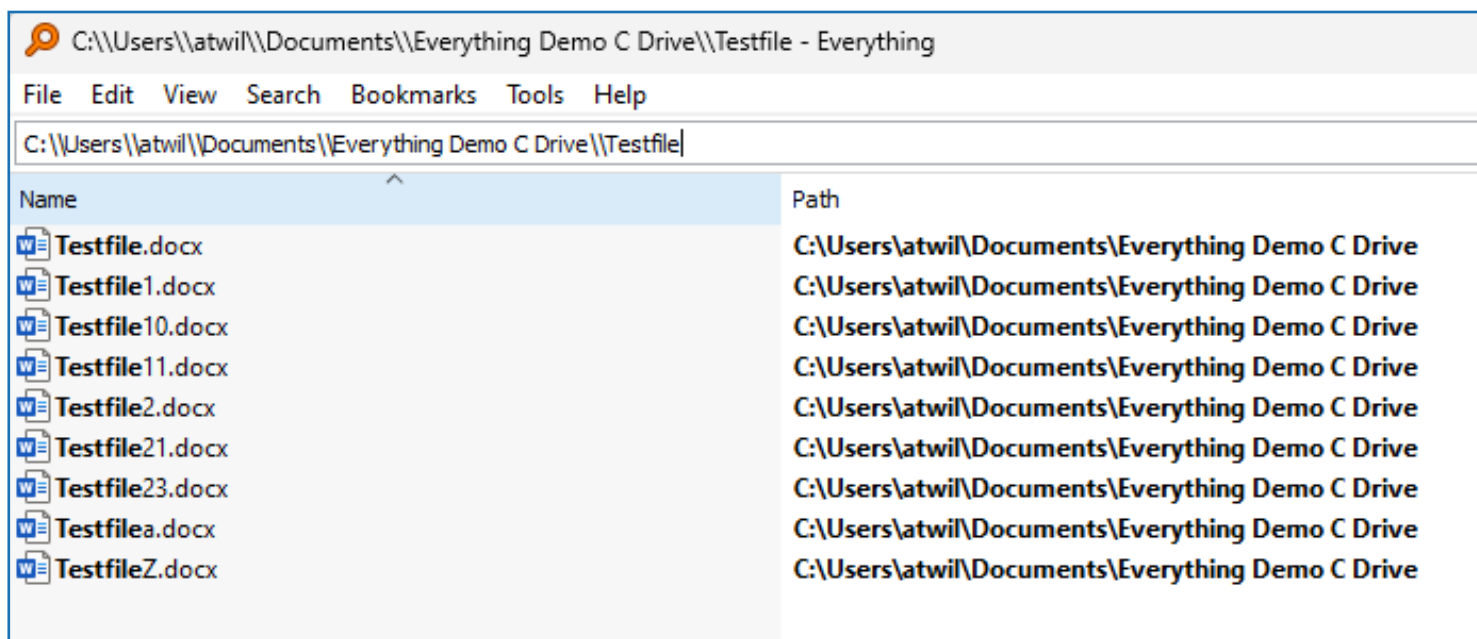 C:\\Users\\atwil\\Documents\\Everything Demo C Drive\\Testfile - Everything
File Edit View Search Bookmarks Tools Help
C:\\Users\\atwil\\Documents\\Everything Demo C Drive\\Testfile
Name Path
Testfile.docx C:\Users\atwil\Documents\Everything Demo C Drive
Testfile1.docx C:\Users\atwil\Documents\Everything Demo C Drive
Testfile10.docx C:\Users\atwil\Documents\Everything Demo C Drive
Testfile11.docx C:\Users\atwil\Documents\Everything Demo C Drive
Testfile2.docx C:\Users\atwil\Documents\Everything Demo C Drive
Testfile21.docx C:\Users\atwil\Documents\Everything Demo C Drive
Testfile23.docx C:\Users\atwil\Documents\Everything Demo C Drive
Testfilea.docx C:\Users\atwil\Documents\Everything Demo C Drive
TestfileZ.docx C:\Users\atwil\Documents\Everything Demo C Drive